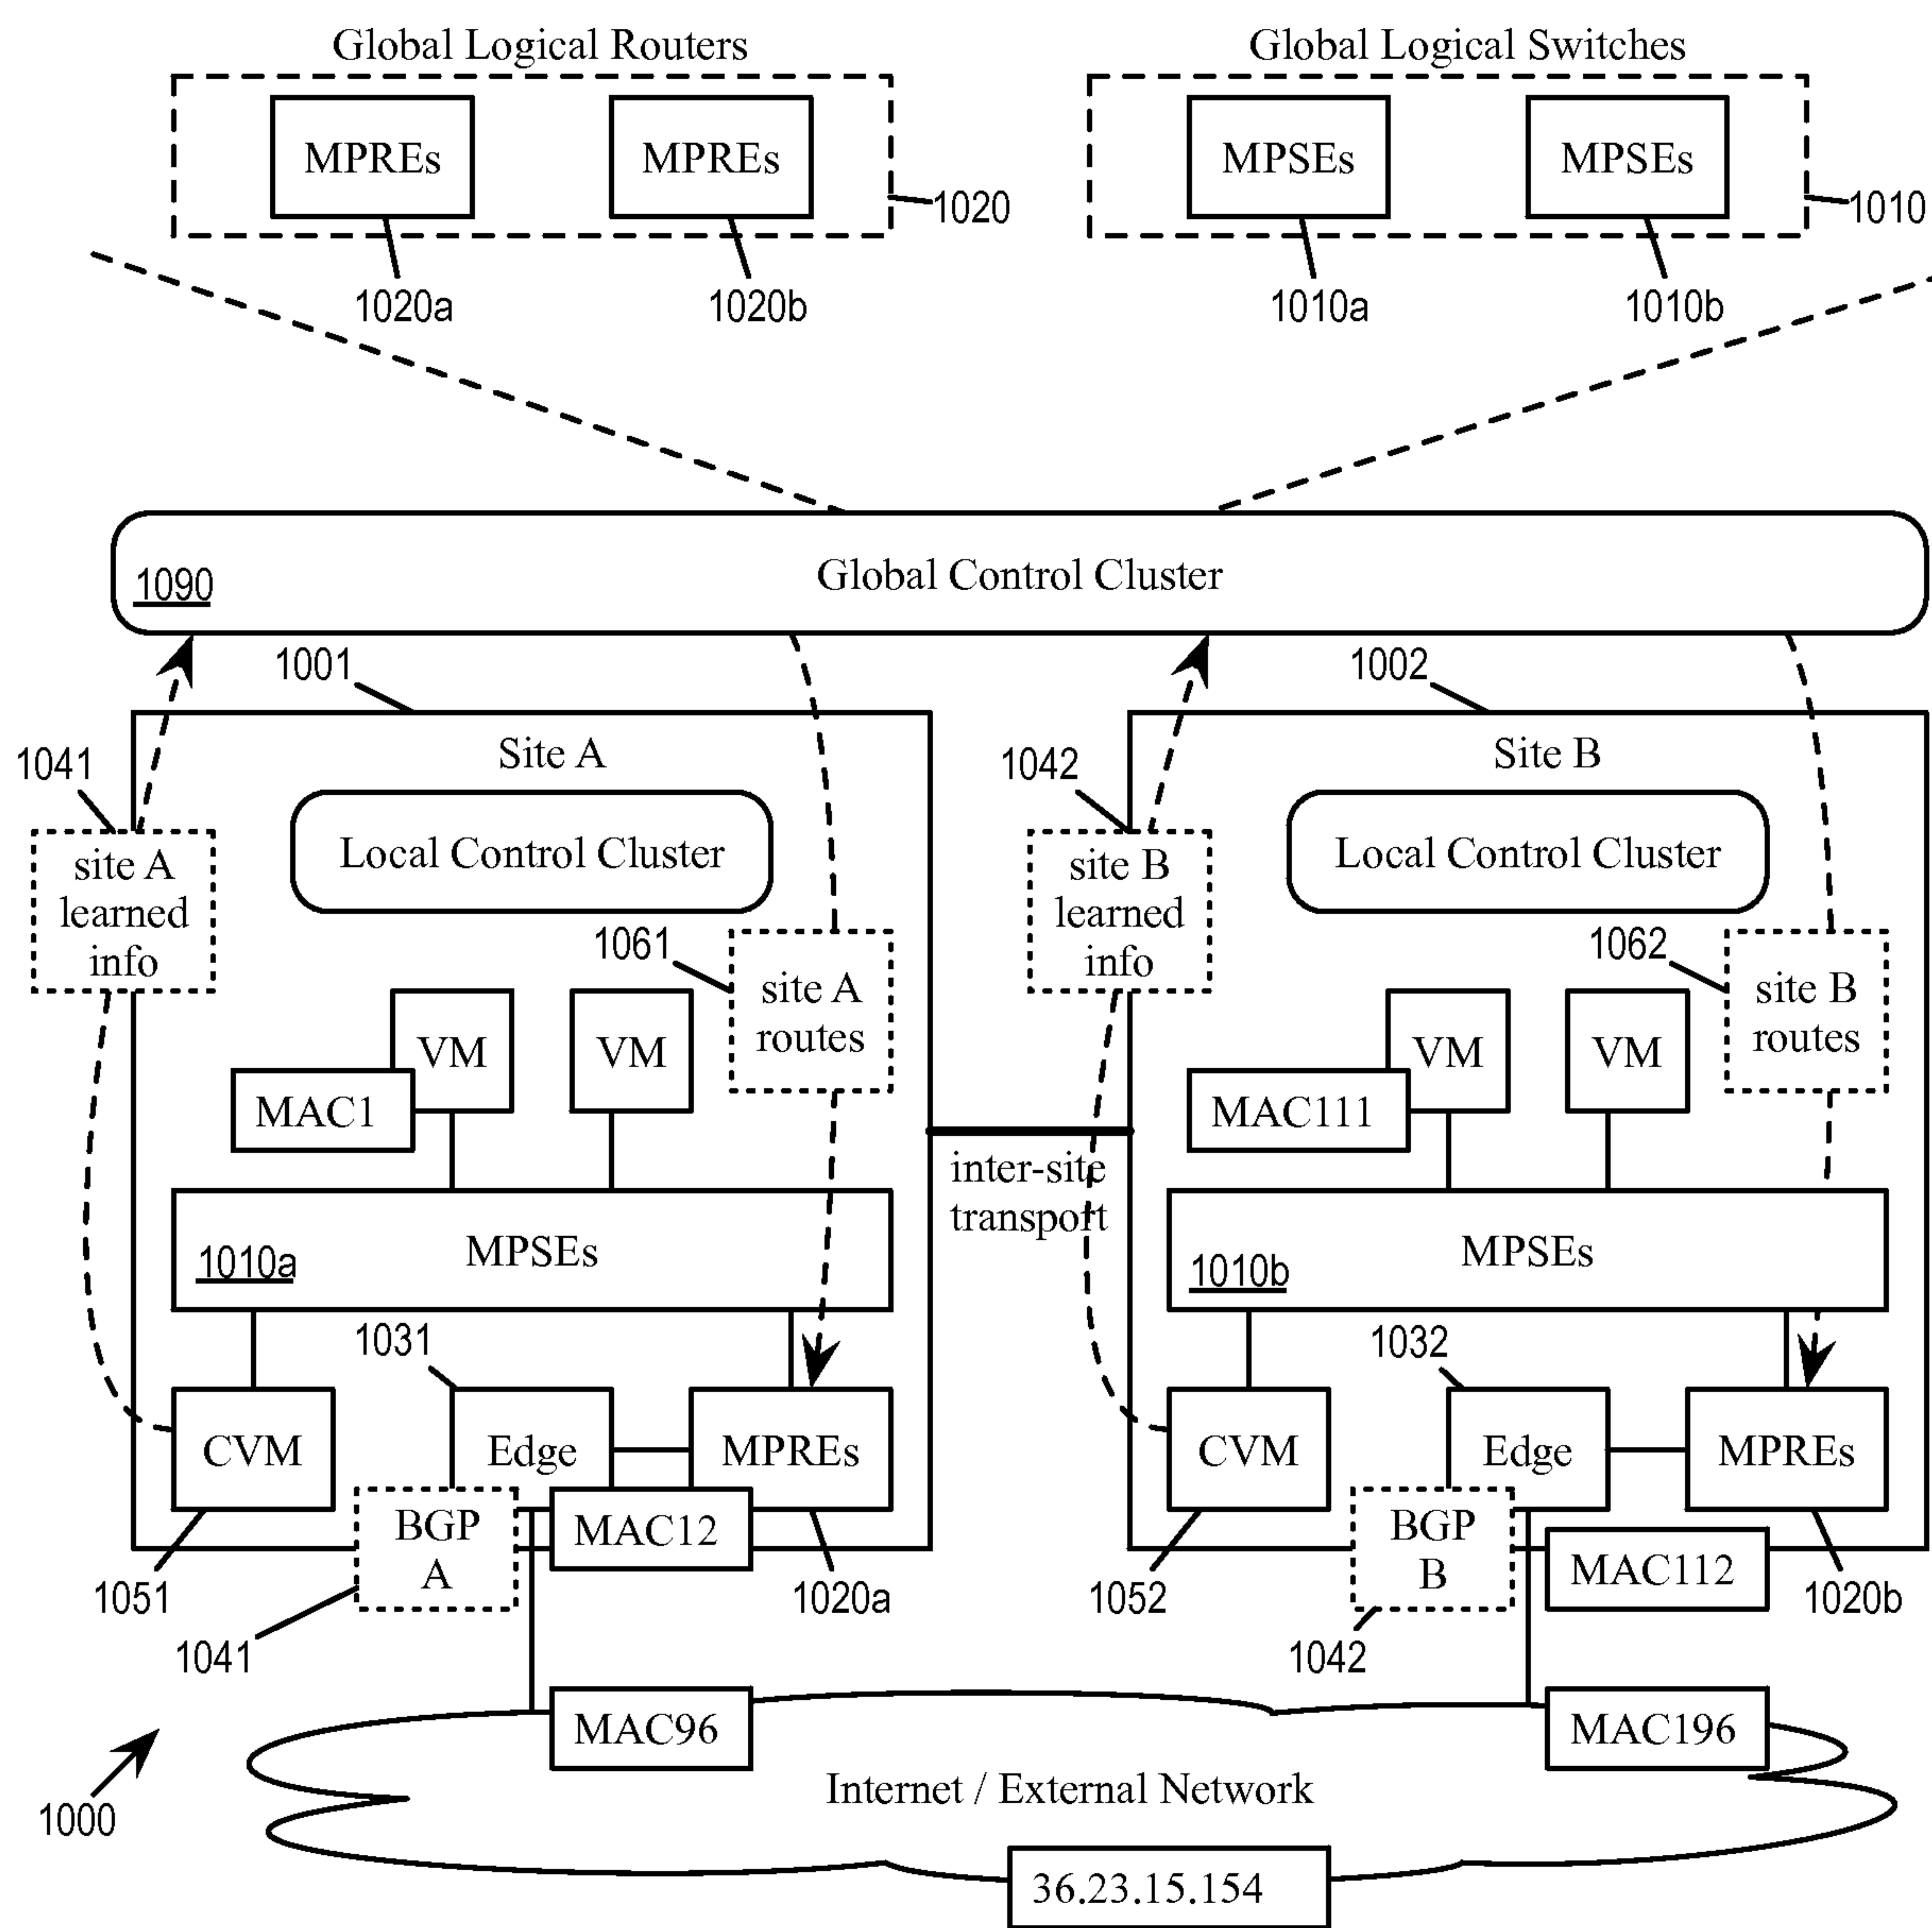 Global Logical Routers
Global Logical Switches
MPREs
MPREs
MPSEs
MPSEs
1020
1010
1020a
1020b
1010a
1010b
1090
Global Control Cluster
1001
1002
Site A
Site B
1041
1042
Local Control Cluster
Local Control Cluster
site A
learned
info
site B
learned
info
1061
1062
site A
routes
site B
routes
VM
VM
VM
VM
MAC1
MAC111
inter-site
transport
1010a
MPSEs
1010b
MPSEs
1031
1032
CVM
Edge
MPREs
CVM
Edge
MPREs
BGP
A
MAC12
BGP
B
MAC112
1051
1020a
1052
1020b
1041
1042
MAC96
MAC196
Internet / External Network
1000
36.23.15.154